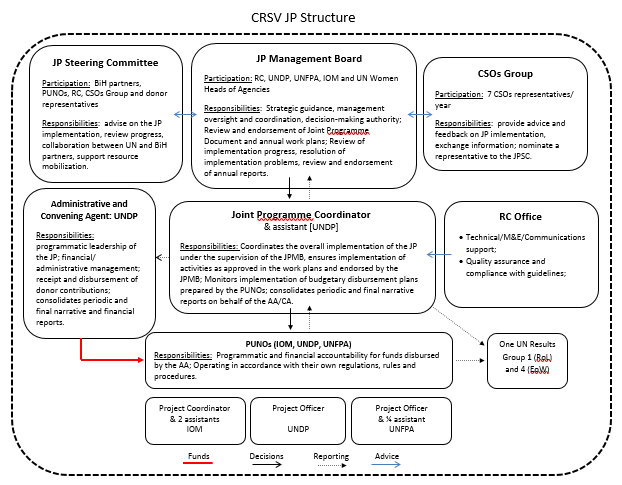 CRSV JP Structure
JP Steering Committee
Participation: BiH partners,
PUNOs, RC, CSOs Group and donor
representatives
Responsibilities: advise on the JP
implementation, review progress,
collaboration between UN and BiH
partners, support resource
mobilization.
JP Management Board
Participation: RC, UNDP, UNFPA, IOM and UN Women
Heads of Agencies
Responsibilities: Strategic guidance, management
oversight and coordination, decision-making authority;
Review and endorsement of Joint Programme
Document and annual work plans; Review of
implementation progress, resolution of
implementation problems, review and endorsement
of annual reports.
CSOs Group
Participation: 7 CSOs representatives/
year
Responsibilities: provide advice and
feedback on JP imlementation,
exchange information; nominate a
representative to the JPSC.
Administrative and
Convening Agent: UNDP
Responsibilities:
programmatic leadership of
the JP; financial/
administrative management;
receipt and disbursement of
donor contributions;
consolidates periodic and
final narrative and financial
reports.
Joint Programme Coordinator
& assistant [UNDP]
Responsibilities: Coordinates the overall implementation of the JP
under the supervision of the JPMB, ensures implementation of
activities as approved in the work plans and endorsed by the
JPMB; Monitors implementation of budgetary disbursement plans
prepared by the PUNOs; consolidates periodic and final narrative
reports on behalf of the AA/CA.
RC Office
• Technical/M&E/Communications
support;
• Quality assurance and
compliance with guidelines;
PUNOs (IOM, UNDP, UNFPA)
Responsibilities: Programmatic and financial accountability for funds disbursed
by the AA; Operating in accordance with their own regulations, rules and
procedures.
One UN Results
Group 1 (RoL)
and 4 (EoW)
Project Coordinator
& 2 assistants
IOM
Project Officer
UNDP
Project Officer
& ¼ assistant
UNFPA
Funds
Decisions
Reporting
Advice